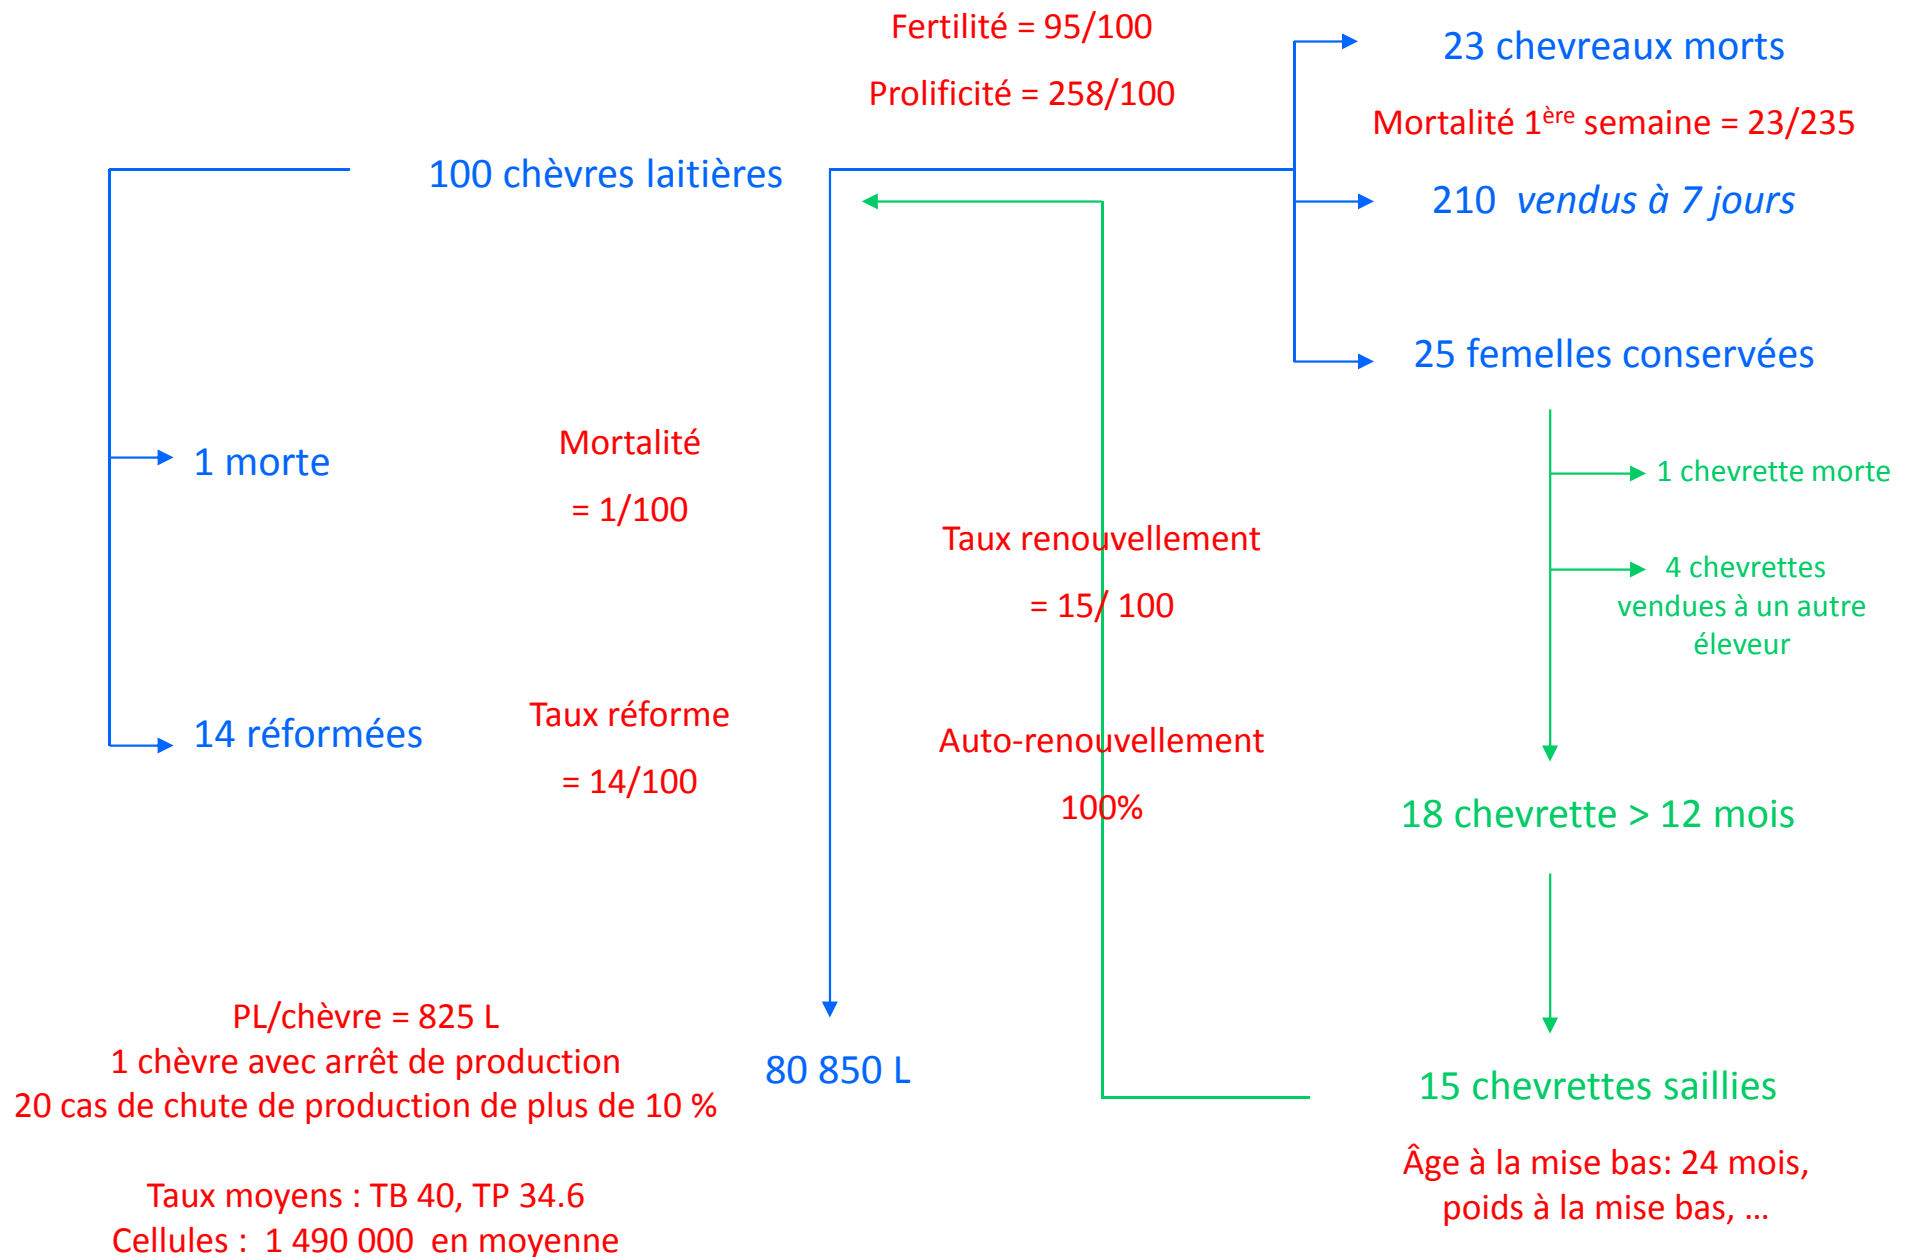 Fertilité = 95/100
Prolificité = 258/100
23 chevreaux morts
Mortalité 1ère semaine = 23/235
100 chèvres laitières
210 vendus à 7 jours
25 femelles conservées
1 morte
Mortalité
= 1/100
1 chevrette morte
Taux renouvellement
= 15/ 100
4 chevrettes
vendues à un autre
éleveur
14 réformées
Taux réforme
= 14/100
Auto-renouvellement
100%
18 chevrette > 12 mois
PL/chèvre = 825 L
1 chèvre avec arrêt de production
20 cas de chute de production de plus de 10 %
80 850 L
15 chevrettes saillies
Taux moyens : TB 40, TP 34.6
Cellules : 1 490 000 en moyenne
Âge à la mise bas: 24 mois,
poids à la mise bas, ...